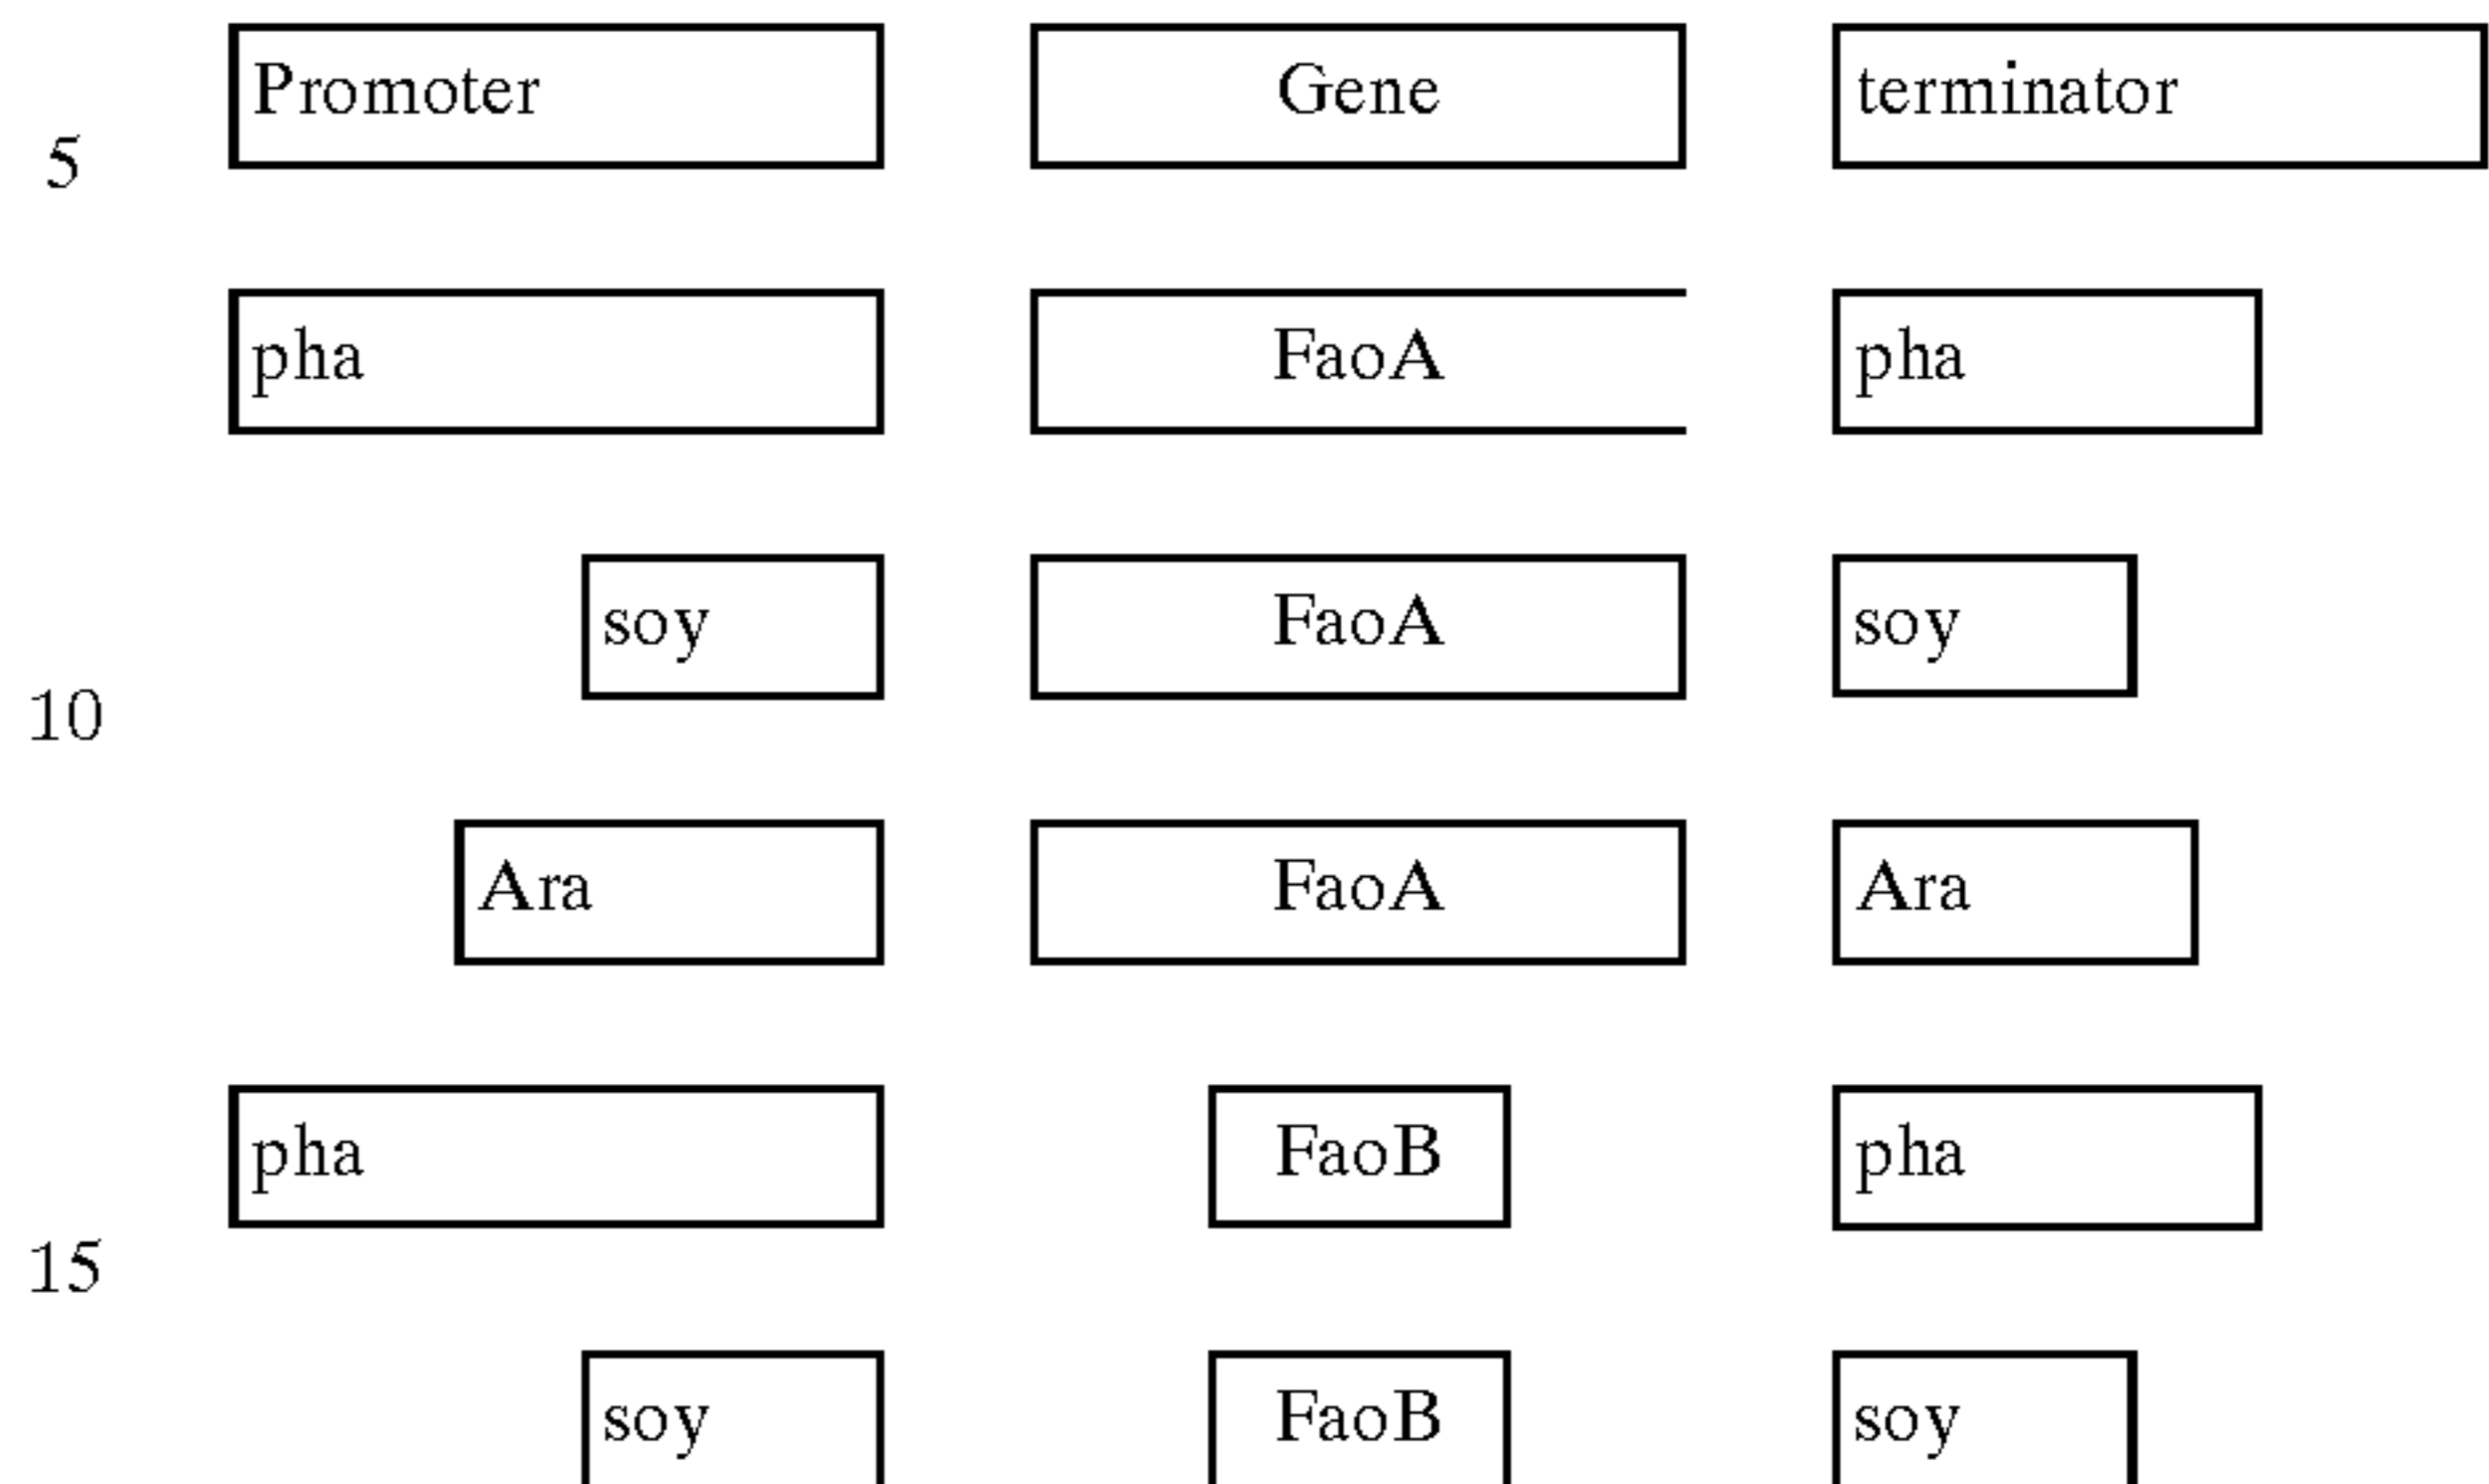 Promoter Gene terminator
5
pha FaoA pha
soy FaoA soy
10
Ara FaoA Ara
pha FaoB pha
15
soy FaoB soy